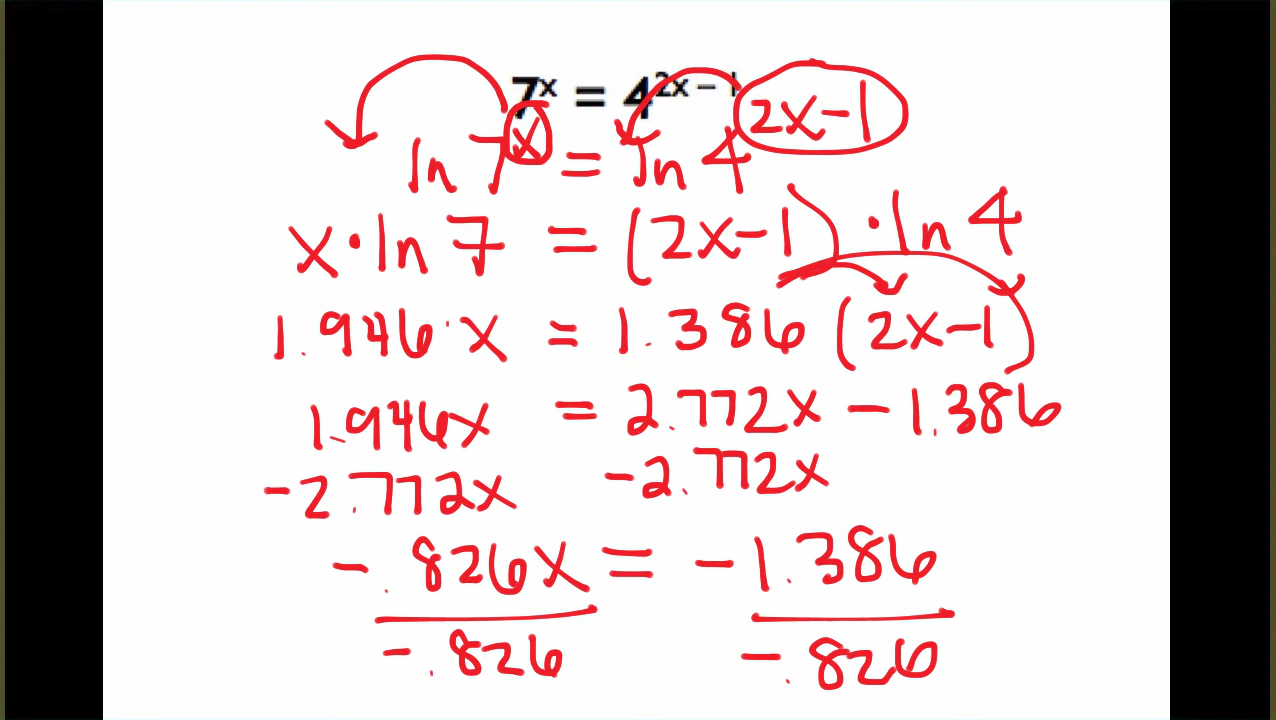 7^x = 4^{2x − 1}
ln 7^x = ln 4^{2x−1}
x · ln 7 = (2x−1) · ln 4
1.946 · x = 1.386 (2x−1)
1.946x = 2.772x − 1.386
−2.772x −2.772x
−.826x = −1.386
−.826 −.826